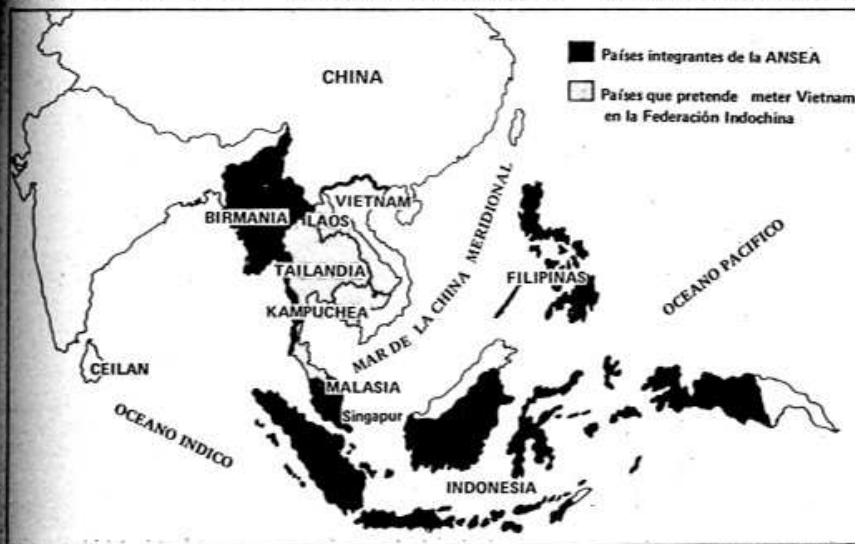 CHINA
Países integrantes de la ANSEA
Países que pretende meter Vietnam
en la Federación Indochina
BIRMANIA
LAOS
VIETNAM
TAILANDIA
KAMPUCHEA
MAR DE LA CHINA MERIDIONAL
FILIPINAS
OCEANO PACIFICO
CEILAN
OCEANO INDICO
MALASIA
Singapur
INDONESIA